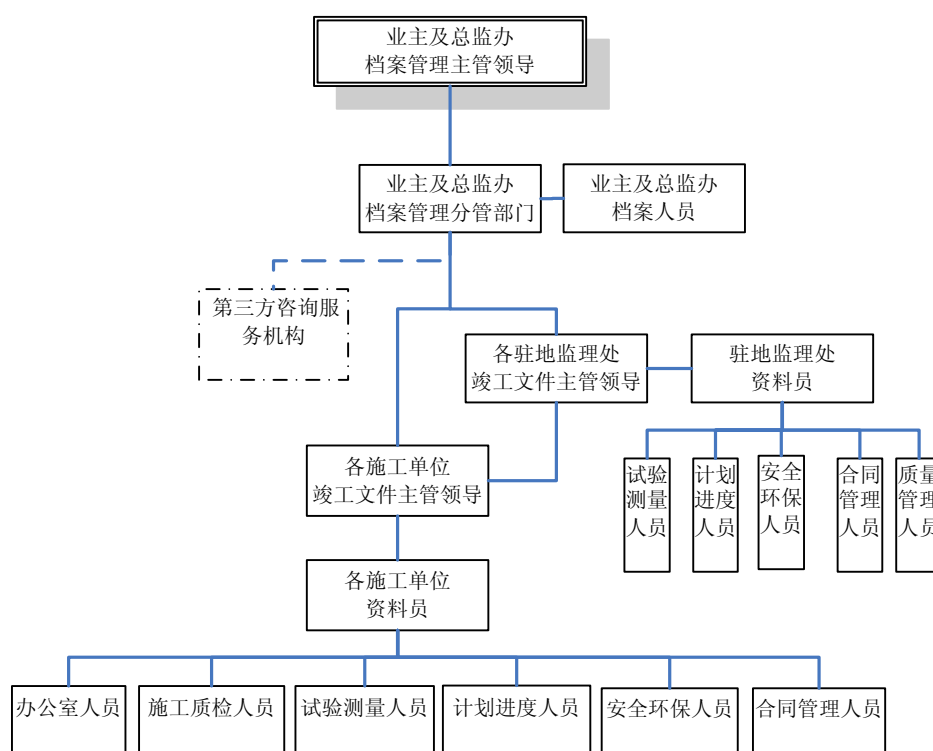 业主及总监办
档案管理主管领导
业主及总监办
档案管理分管部门
业主及总监办
档案人员
第三方咨询服
务机构
各驻地监理处
竣工文件主管领导
驻地监理处
资料员
各施工单位
竣工文件主管领导
试验
测量
人员
计划
进度
人员
安全
环保
人员
合同
管理
人员
质量
管理
人员
各施工单位
资料员
办公室人员
施工质检人员
试验测量人员
计划进度人员
安全环保人员
合同管理人员